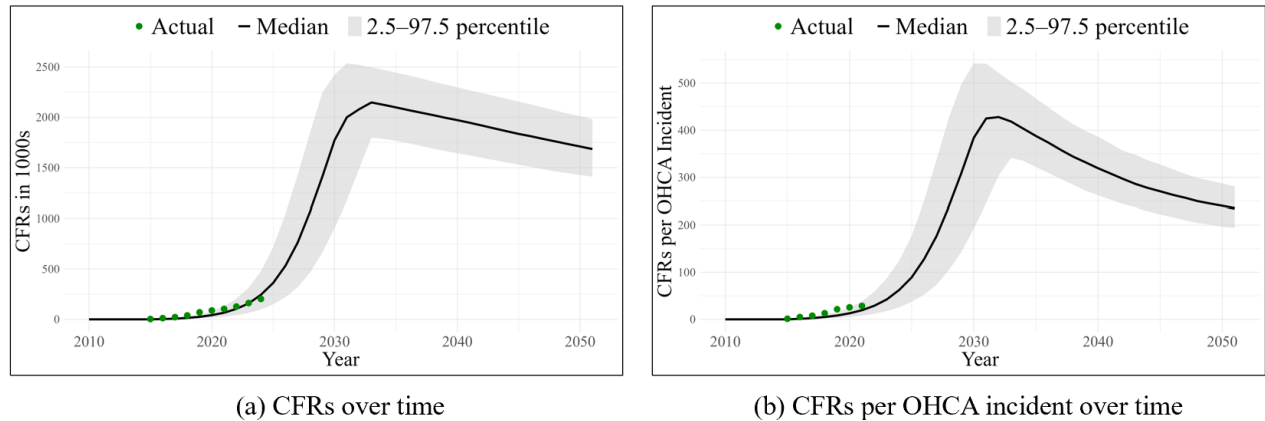 Actual Median 2.5–97.5 percentile
CFRs in 1000s
2500
2000
1500
1000
500
0
2010 2020 2030 2040 2050
Year
(a) CFRs over time
Actual Median 2.5–97.5 percentile
CFRs per OHCA Incident
500
400
300
200
100
0
2010 2020 2030 2040 2050
Year
(b) CFRs per OHCA incident over time